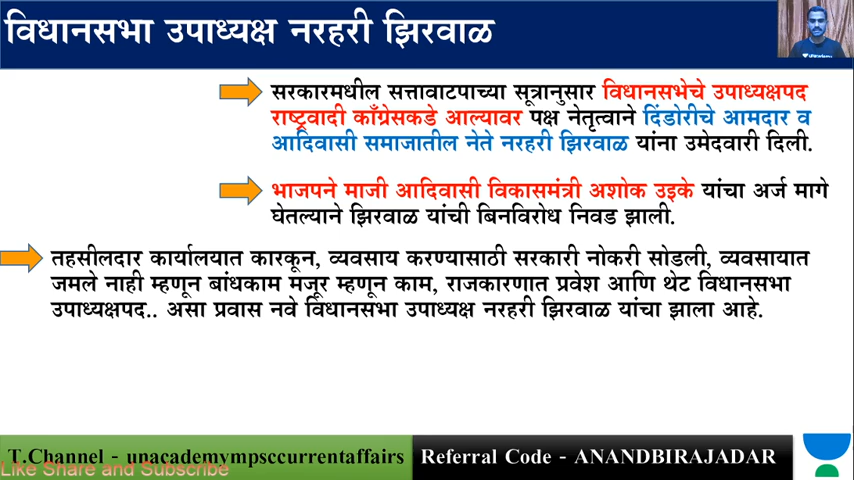 विधानसभा उपाध्यक्ष नरहरी झिरवाळ
सरकारमधील सत्तावाटपाच्या सूत्रानुसार विधानसभेचे उपाध्यक्षपद
राष्ट्रवादी काँग्रेसकडे आल्यावर पक्ष नेतृत्वाने दिंडोरीचे आमदार व
आदिवासी समाजातील नेते नरहरी झिरवाळ यांना उमेदवारी दिली.
भाजपने माजी आदिवासी विकासमंत्री अशोक उइके यांचा अर्ज मागे
घेतल्याने झिरवाळ यांची बिनविरोध निवड झाली.
तहसीलदार कार्यालयात कारकून, व्यवसाय करण्यासाठी सरकारी नोकरी सोडली, व्यवसायात
जमले नाही म्हणून बांधकाम मजूर म्हणून काम, राजकारणात प्रवेश आणि थेट विधानसभा
उपाध्यक्षपद.. असा प्रवास नवे विधानसभा उपाध्यक्ष नरहरी झिरवाळ यांचा झाला आहे.
T.Channel - unacademympsccurrentaffairs
Referral Code - ANANDBIRAJADAR
Like Share and Subscribe